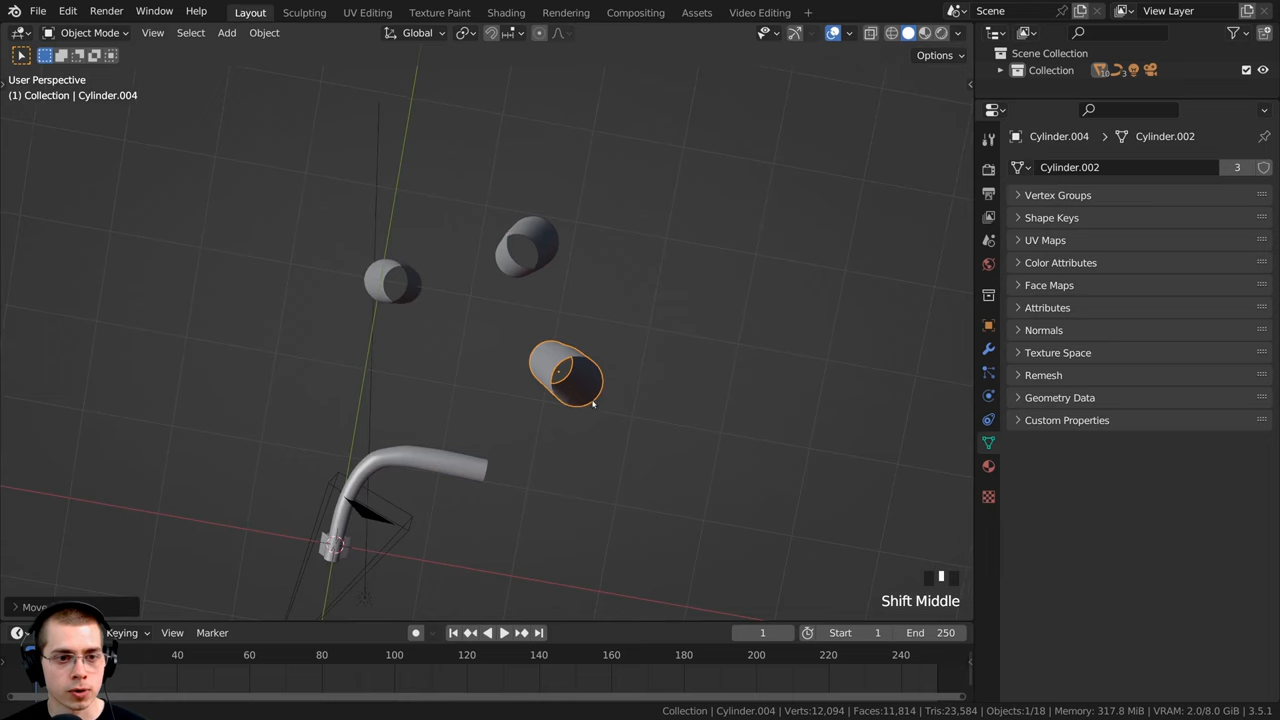 File Edit Render Window Help Layout Sculpting UV Editing Texture Paint Shading Rendering Compositing Assets Video Editing + Scene View Layer
Object Mode View Select Add Object Global
Options
User Perspective
(1) Collection | Cylinder.004
Scene Collection
Collection 10 3
Cylinder.004 > Cylinder.002
Cylinder.002 3
Vertex Groups
Shape Keys
UV Maps
Color Attributes
Face Maps
Attributes
Normals
Texture Space
Remesh
Geometry Data
Custom Properties
Shift Middle
Move
Keying View Marker 1 Start 1 End 250
40 60 80 100 120 140 160 180 200 220 240
Collection | Cylinder.004 | Verts:12,094 | Faces:11,814 | Tris:23,584 | Objects:1/18 | Memory: 317.8 MiB | VRAM: 2.0/8.0 GiB | 3.5.1